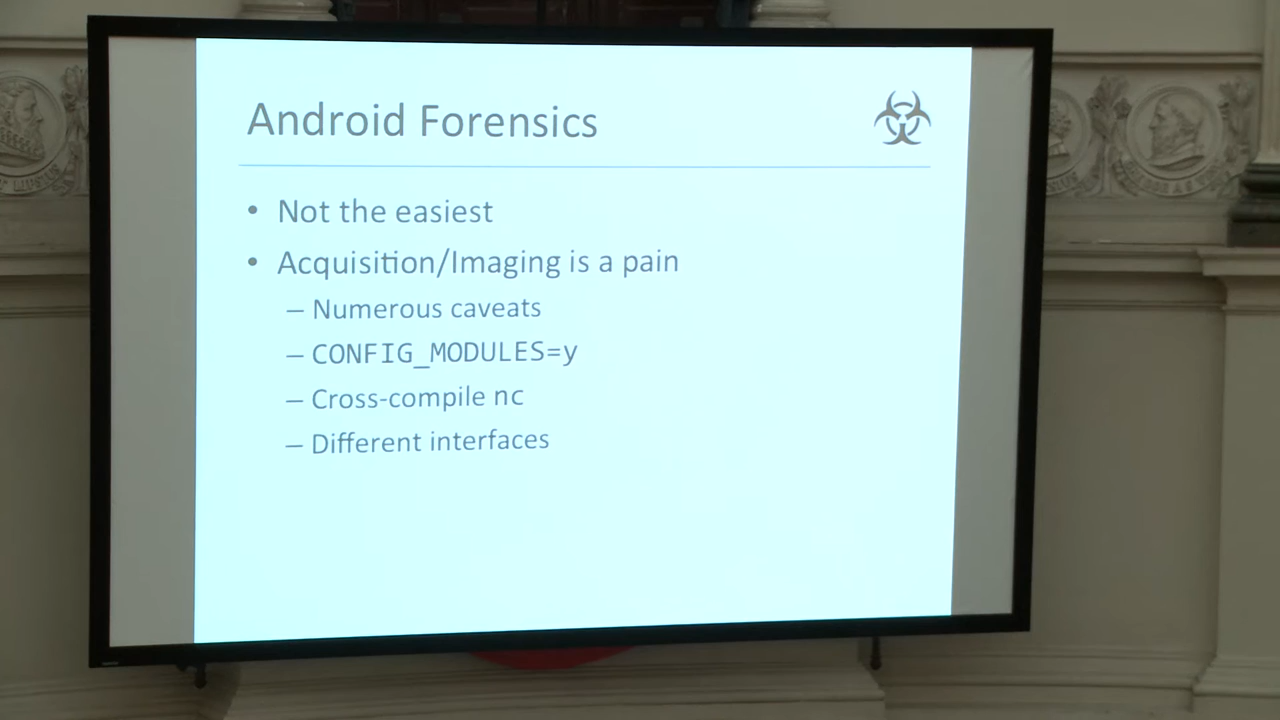 Android Forensics
• Not the easiest
• Acquisition/Imaging is a pain
– Numerous caveats
– CONFIG_MODULES=y
– Cross-compile nc
– Different interfaces